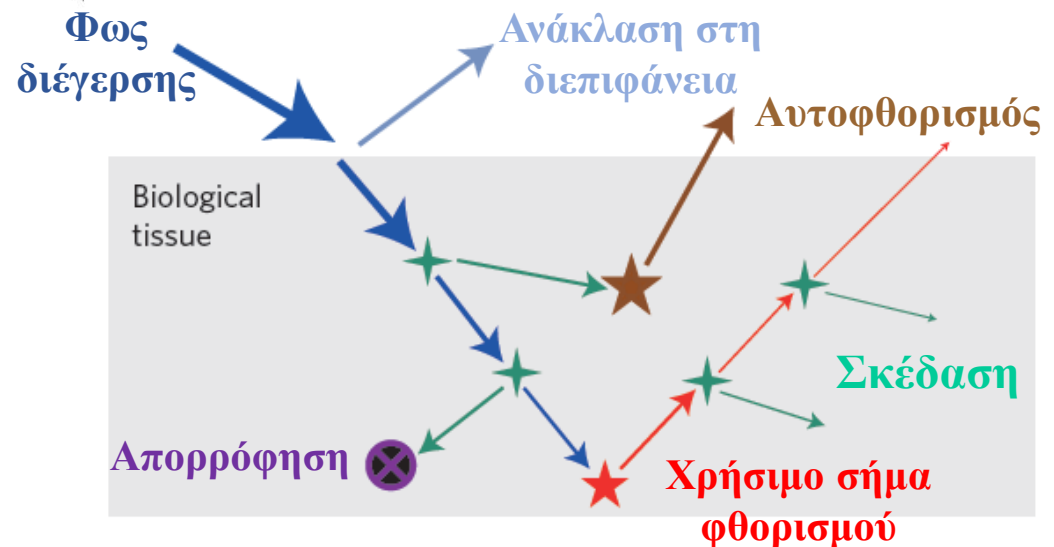 Φως
διέγερσης
Ανάκλαση στη
διεπιφάνεια
Αυτοφθορισμός
Biological
tissue
Σκέδαση
Απορρόφηση
Χρήσιμο σήμα
φθορισμού